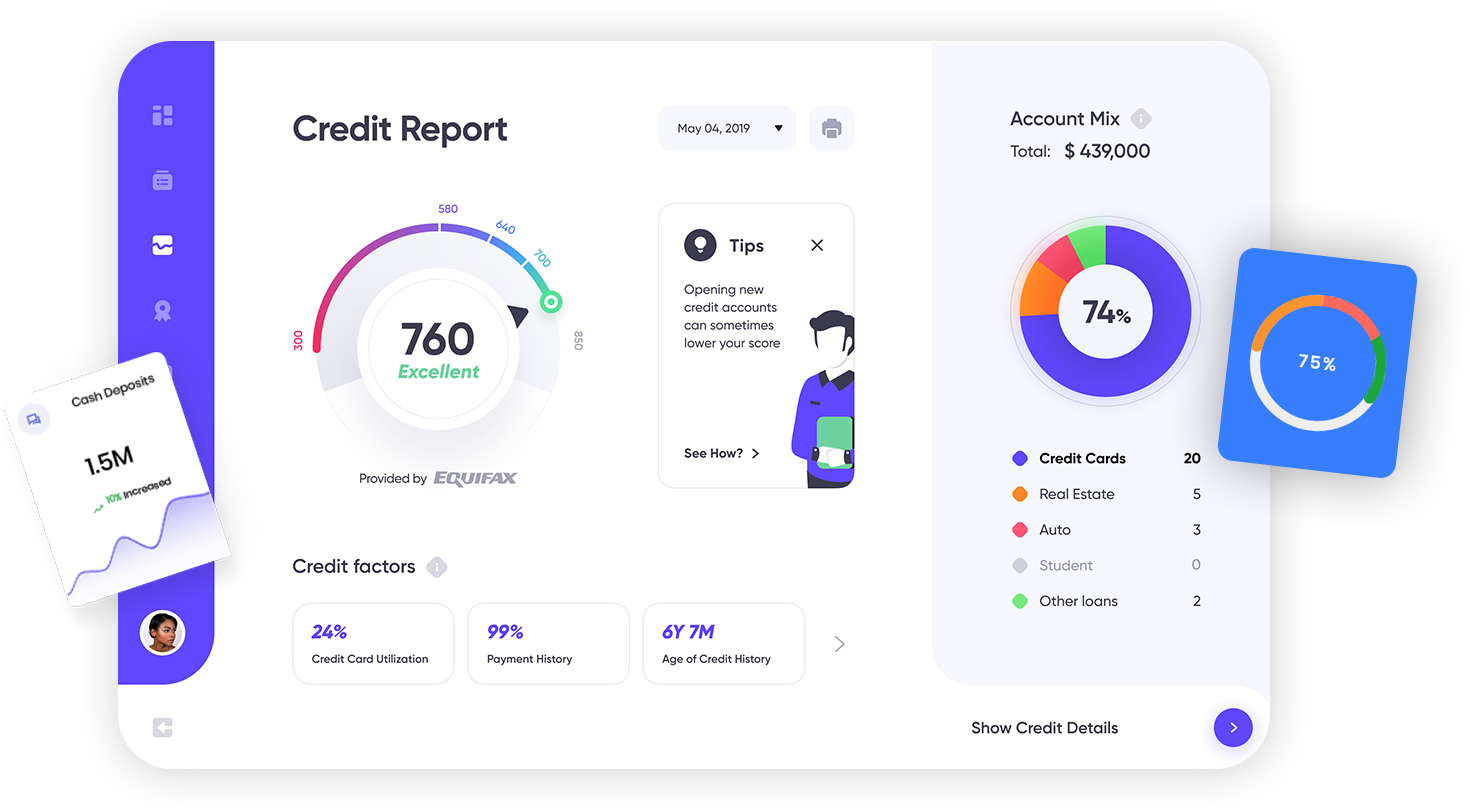 Credit Report
May 04, 2019
300
580
640
700
850
760
Excellent
Provided by EQUIFAX
Tips
Opening new
credit accounts
can sometimes
lower your score
See How?
Credit factors
24%
Credit Card Utilization
99%
Payment History
6Y 7M
Age of Credit History
Account Mix
Total: $ 439,000
74%
Credit Cards 20
Real Estate 5
Auto 3
Student 0
Other loans 2
Show Credit Details
Cash Deposits
1.5M
10% Increased
75%